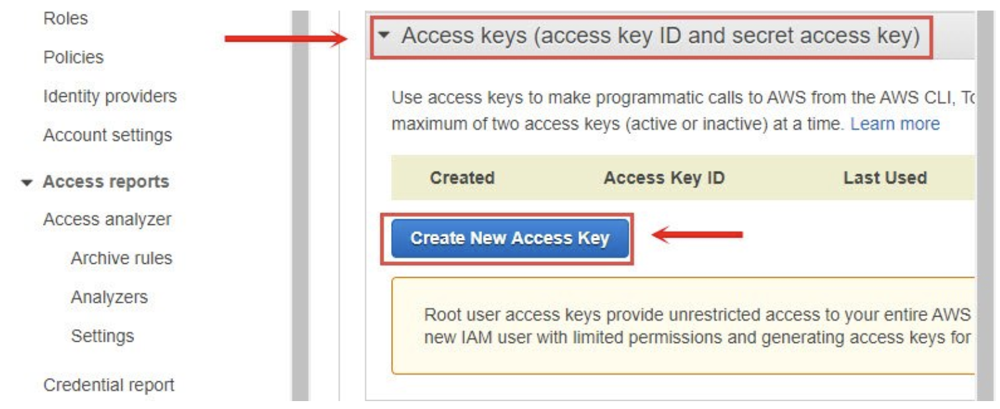 Roles
Policies
Identity providers
Account settings
Access reports
Access analyzer
Archive rules
Analyzers
Settings
Credential report
Access keys (access key ID and secret access key)
Use access keys to make programmatic calls to AWS from the AWS CLI,
maximum of two access keys (active or inactive) at a time. Learn more
Created Access Key ID Last Used
Create New Access Key
Root user access keys provide unrestricted access to your entire AWS
new IAM user with limited permissions and generating access keys for